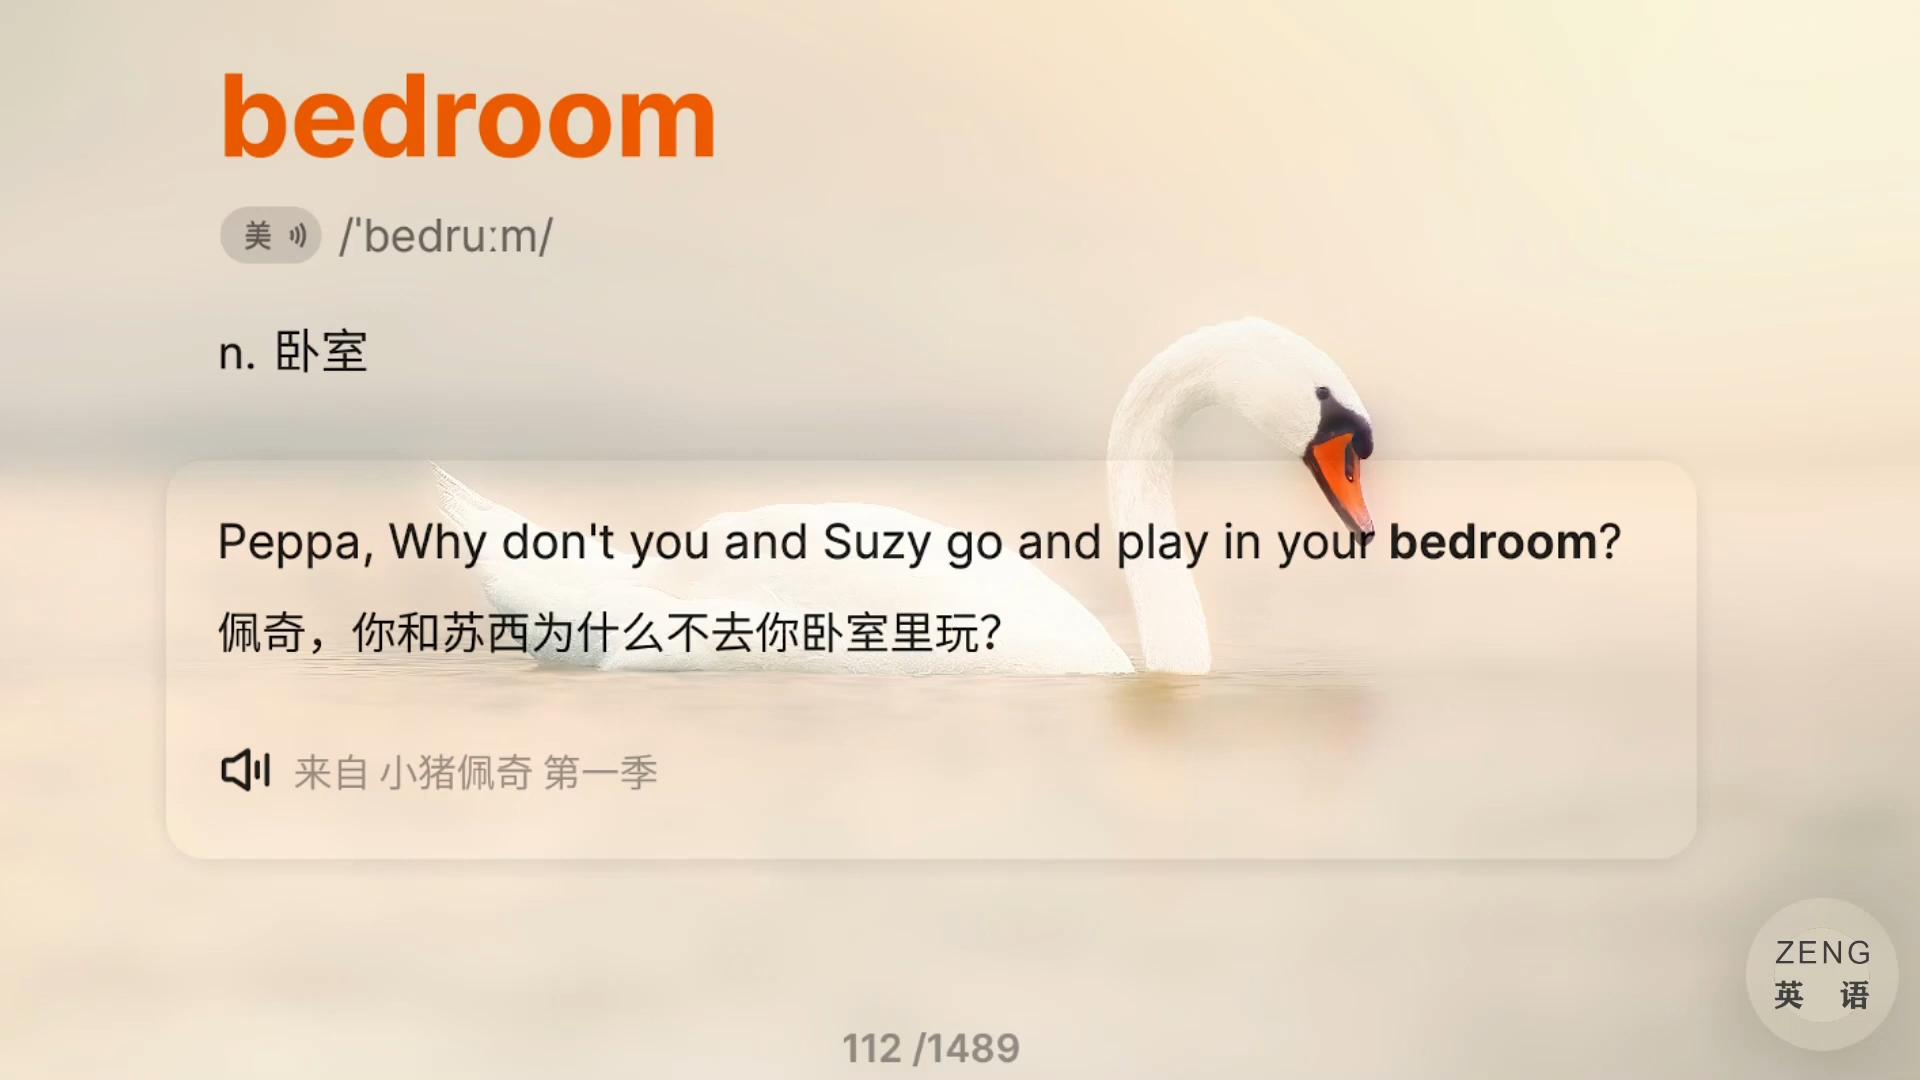 bedroom
美 /ˈbedruːm/
n. 卧室
Peppa, Why don't you and Suzy go and play in your bedroom?
佩奇，你和苏西为什么不去你卧室里玩？
来自 小猪佩奇 第一季
ZENG
英 语
112 /1489